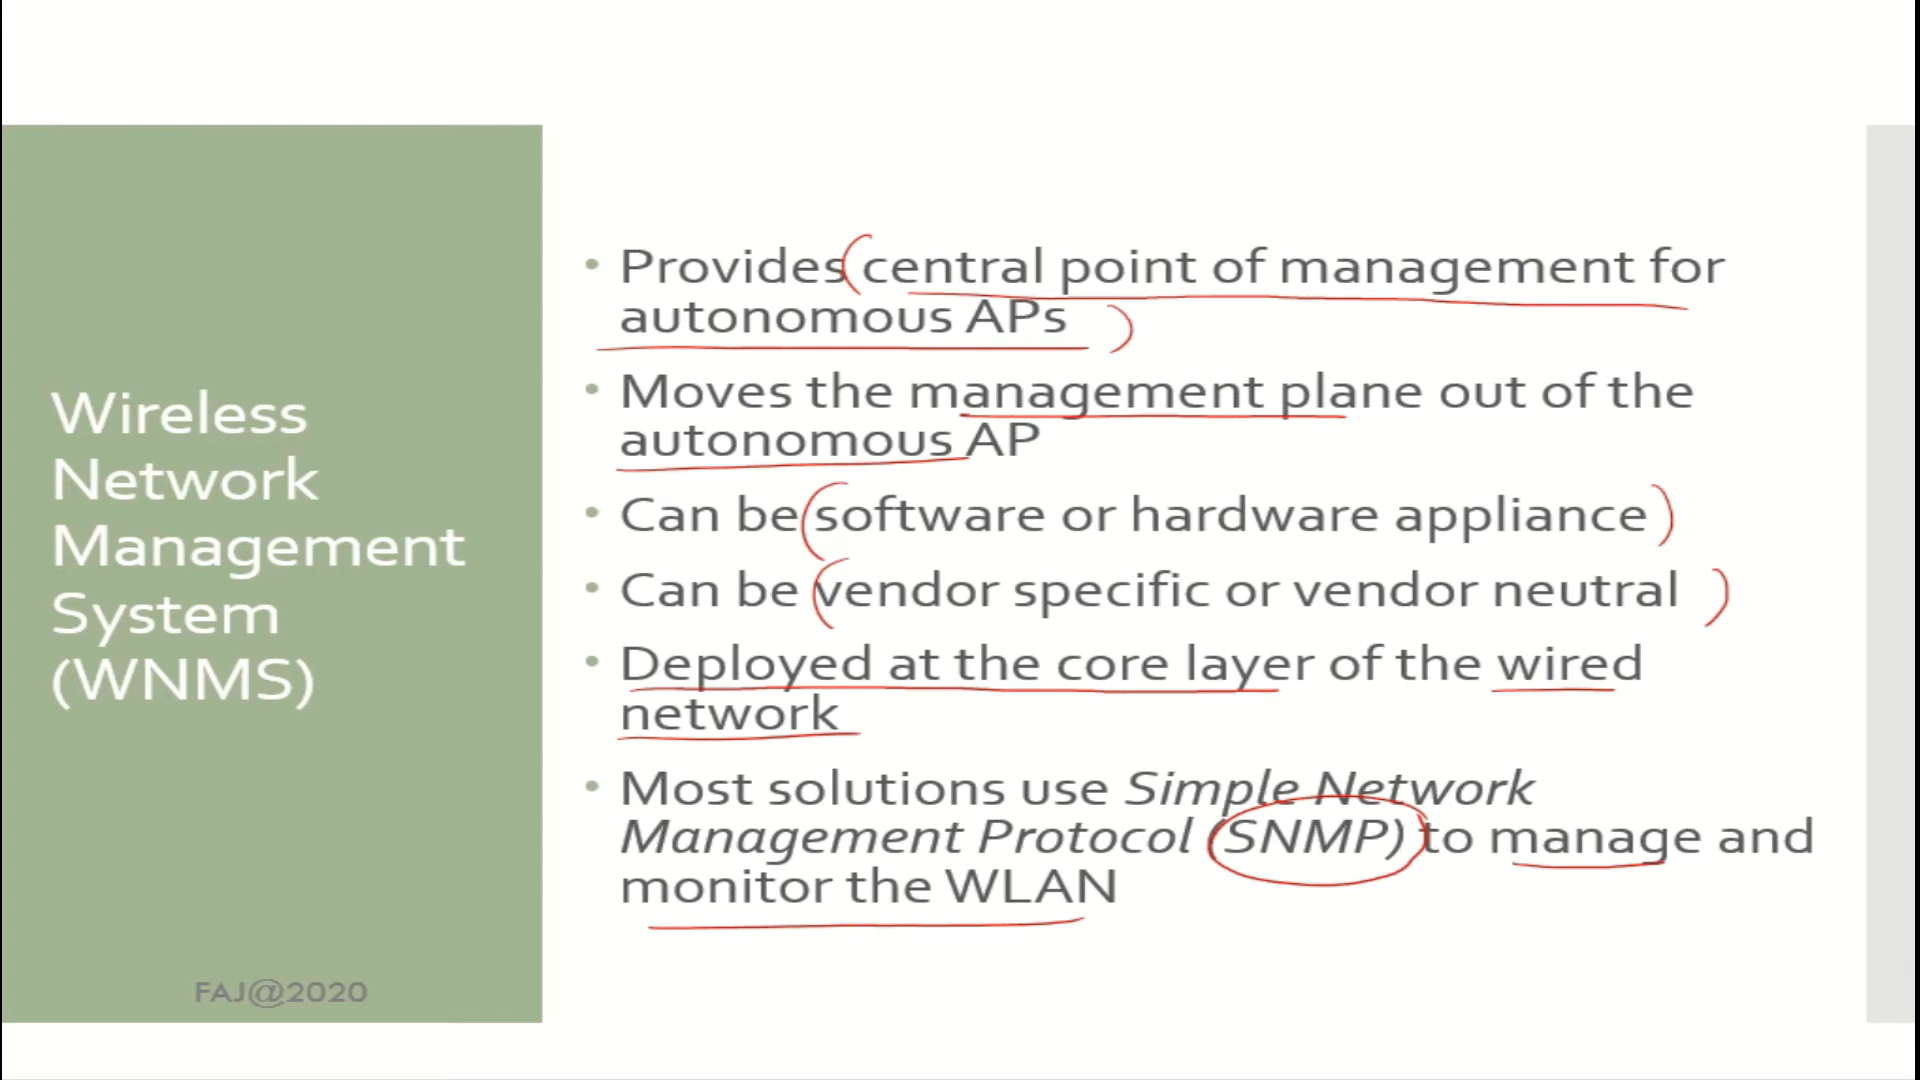 Wireless
Network
Management
System
(WNMS)
FAJ@2020
• Provides central point of management for
autonomous APs
• Moves the management plane out of the
autonomous AP
• Can be software or hardware appliance
• Can be vendor specific or vendor neutral
• Deployed at the core layer of the wired
network
• Most solutions use Simple Network
Management Protocol (SNMP) to manage and
monitor the WLAN